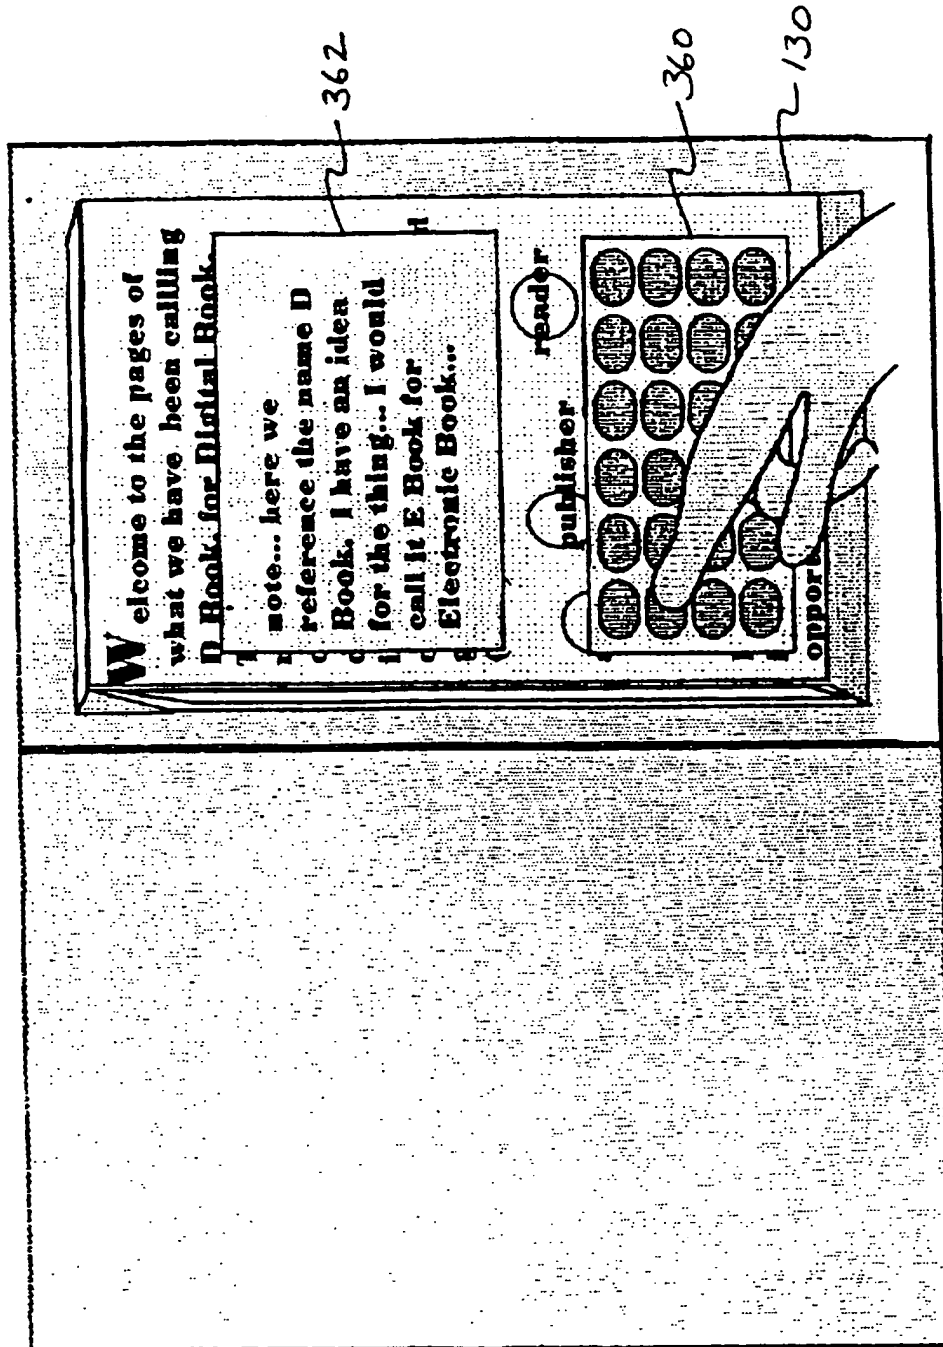 Welcome to the pages of
what we have been calling
D Book, for Digital Book.
note... here we
reference the name D
Book. I have an idea
for the thing... I would
call it E Book for
Electronic Book...
publisher reader
opport
362
360
130